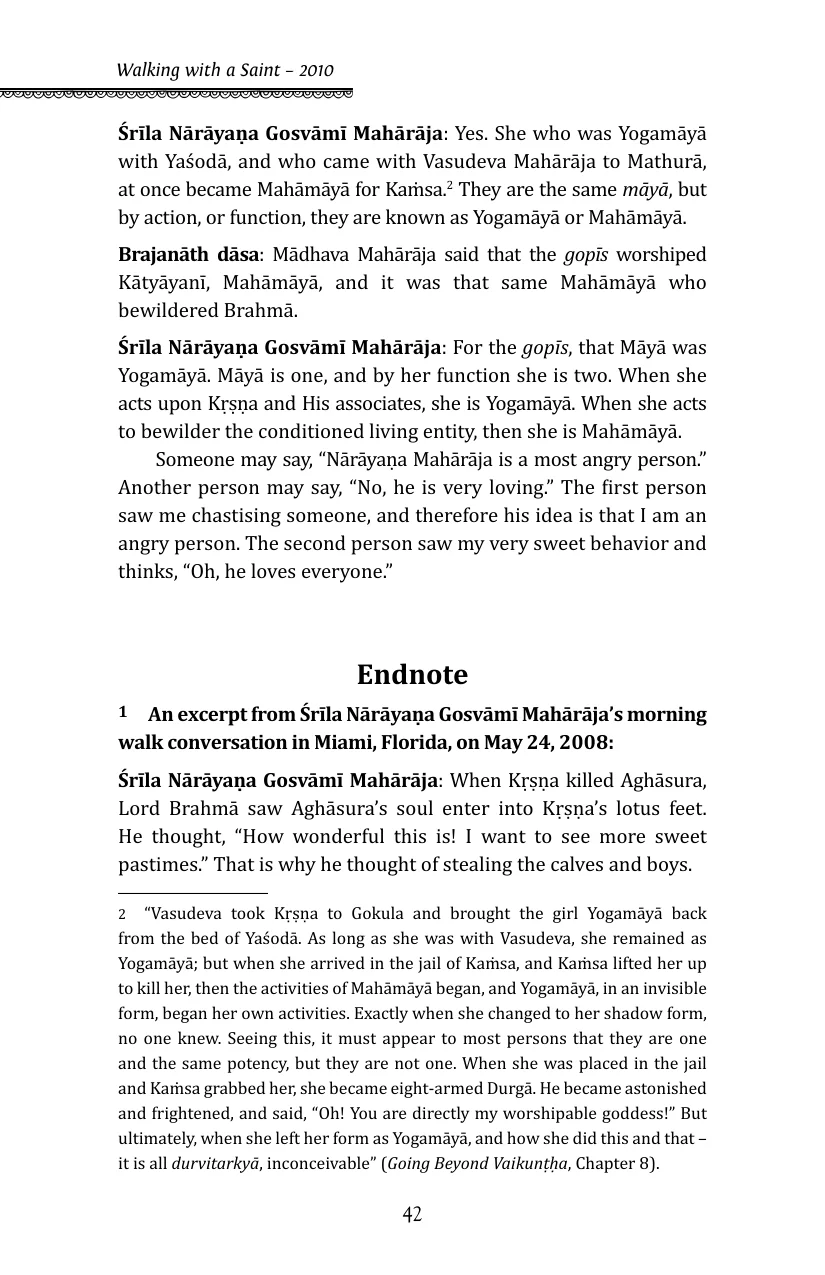 Walking with a Saint – 2010
Śrīla Nārāyaṇa Gosvāmī Mahārāja: Yes. She who was Yogamāyā
with Yaśodā, and who came with Vasudeva Mahārāja to Mathurā,
at once became Mahāmāyā for Kaṁsa.2 They are the same māyā, but
by action, or function, they are known as Yogamāyā or Mahāmāyā.
Brajanāth dāsa: Mādhava Mahārāja said that the gopīs worshiped
Kātyāyanī, Mahāmāyā, and it was that same Mahāmāyā who
bewildered Brahmā.
Śrīla Nārāyaṇa Gosvāmī Mahārāja: For the gopīs, that Māyā was
Yogamāyā. Māyā is one, and by her function she is two. When she
acts upon Kṛṣṇa and His associates, she is Yogamāyā. When she acts
to bewilder the conditioned living entity, then she is Mahāmāyā.
Someone may say, “Nārāyaṇa Mahārāja is a most angry person.”
Another person may say, “No, he is very loving.” The first person
saw me chastising someone, and therefore his idea is that I am an
angry person. The second person saw my very sweet behavior and
thinks, “Oh, he loves everyone.”
Endnote
1 An excerpt from Śrīla Nārāyaṇa Gosvāmī Mahārāja’s morning
walk conversation in Miami, Florida, on May 24, 2008:
Śrīla Nārāyaṇa Gosvāmī Mahārāja: When Kṛṣṇa killed Aghāsura,
Lord Brahmā saw Aghāsura’s soul enter into Kṛṣṇa’s lotus feet.
He thought, “How wonderful this is! I want to see more sweet
pastimes.” That is why he thought of stealing the calves and boys.
2 “Vasudeva took Kṛṣṇa to Gokula and brought the girl Yogamāyā back
from the bed of Yaśodā. As long as she was with Vasudeva, she remained as
Yogamāyā; but when she arrived in the jail of Kaṁsa, and Kaṁsa lifted her up
to kill her, then the activities of Mahāmāyā began, and Yogamāyā, in an invisible
form, began her own activities. Exactly when she changed to her shadow form,
no one knew. Seeing this, it must appear to most persons that they are one
and the same potency, but they are not one. When she was placed in the jail
and Kaṁsa grabbed her, she became eight-armed Durgā. He became astonished
and frightened, and said, “Oh! You are directly my worshipable goddess!” But
ultimately, when she left her form as Yogamāyā, and how she did this and that –
it is all durvitarkyā, inconceivable” (Going Beyond Vaikuṇṭha, Chapter 8).
42